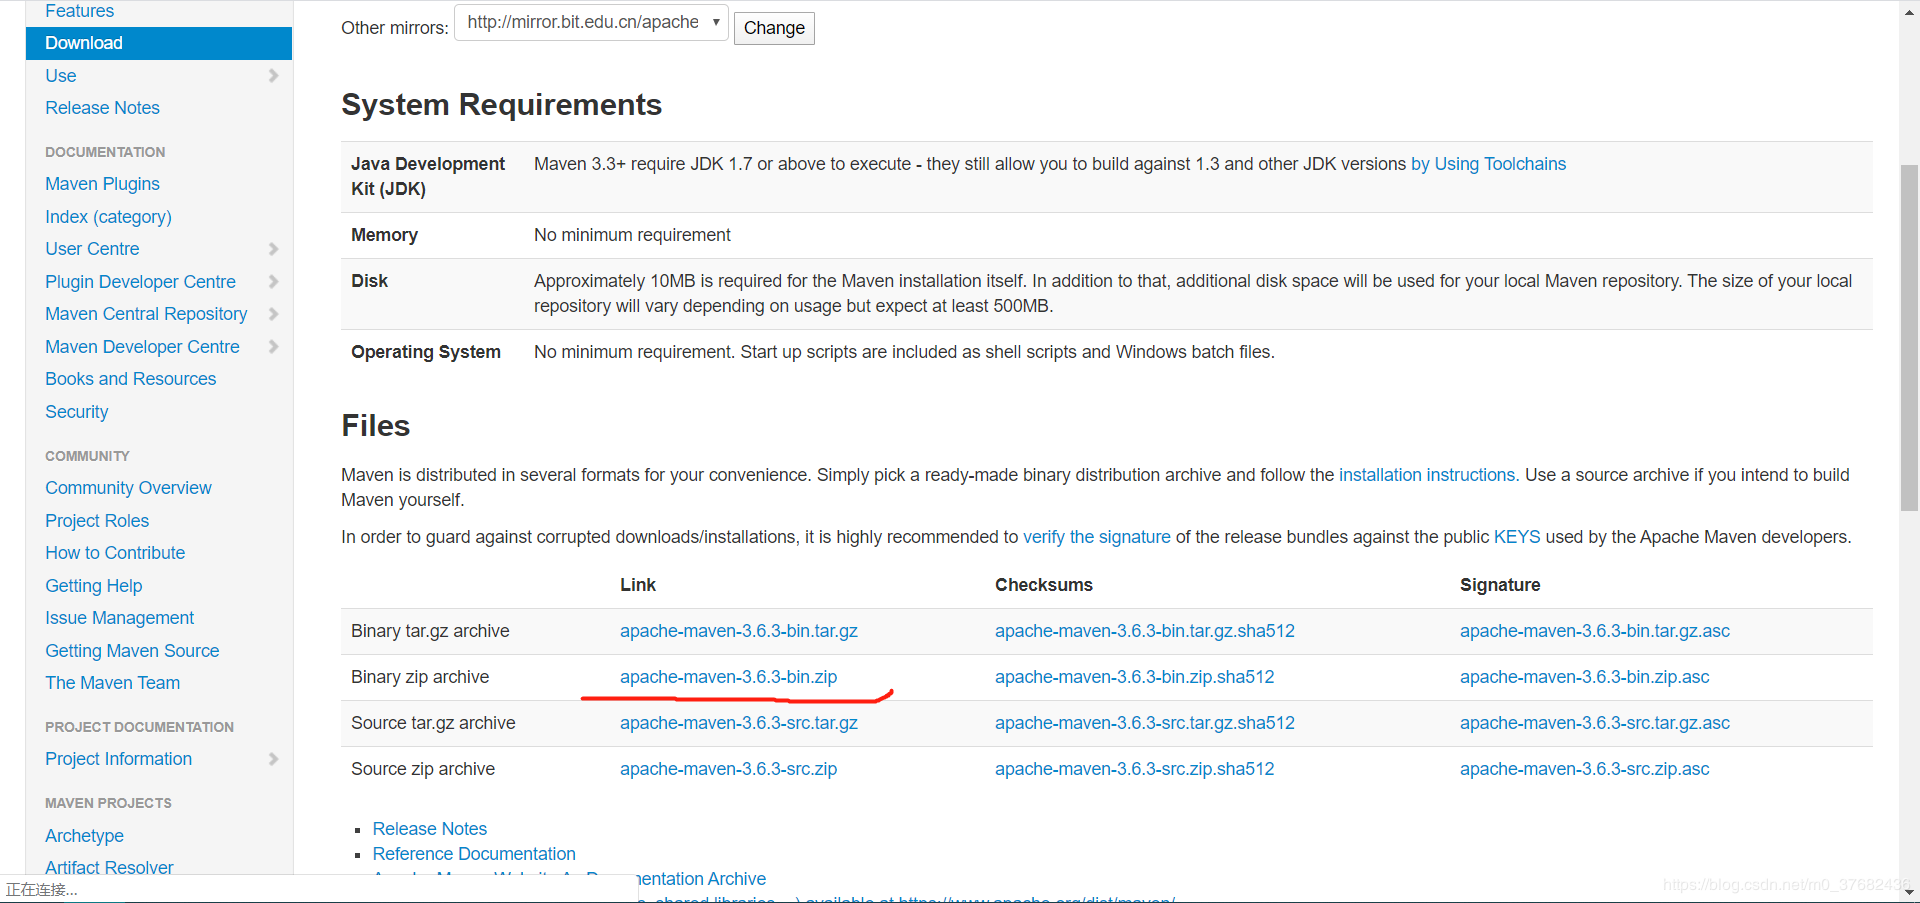 Features
Download
Use
Release Notes
DOCUMENTATION
Maven Plugins
Index (category)
User Centre
Plugin Developer Centre
Maven Central Repository
Maven Developer Centre
Books and Resources
Security
COMMUNITY
Community Overview
Project Roles
How to Contribute
Getting Help
Issue Management
Getting Maven Source
The Maven Team
PROJECT DOCUMENTATION
Project Information
MAVEN PROJECTS
Archetype
Artifact Resolver
正在连接...
Other mirrors: http://mirror.bit.edu.cn/apache Change
System Requirements
Java Development Kit (JDK) Maven 3.3+ require JDK 1.7 or above to execute - they still allow you to build against 1.3 and other JDK versions by Using Toolchains
Memory No minimum requirement
Disk Approximately 10MB is required for the Maven installation itself. In addition to that, additional disk space will be used for your local Maven repository. The size of your local
repository will vary depending on usage but expect at least 500MB.
Operating System No minimum requirement. Start up scripts are included as shell scripts and Windows batch files.
Files
Maven is distributed in several formats for your convenience. Simply pick a ready-made binary distribution archive and follow the installation instructions. Use a source archive if you intend to build
Maven yourself.
In order to guard against corrupted downloads/installations, it is highly recommended to verify the signature of the release bundles against the public KEYS used by the Apache Maven developers.
Link Checksums Signature
Binary tar.gz archive apache-maven-3.6.3-bin.tar.gz apache-maven-3.6.3-bin.tar.gz.sha512 apache-maven-3.6.3-bin.tar.gz.asc
Binary zip archive apache-maven-3.6.3-bin.zip apache-maven-3.6.3-bin.zip.sha512 apache-maven-3.6.3-bin.zip.asc
Source tar.gz archive apache-maven-3.6.3-src.tar.gz apache-maven-3.6.3-src.tar.gz.sha512 apache-maven-3.6.3-src.tar.gz.asc
Source zip archive apache-maven-3.6.3-src.zip apache-maven-3.6.3-src.zip.sha512 apache-maven-3.6.3-src.zip.asc
Release Notes
Reference Documentation
Archive
available at https://www.apache.org/dist/maven/
https://blog.csdn.net/m0_37682436